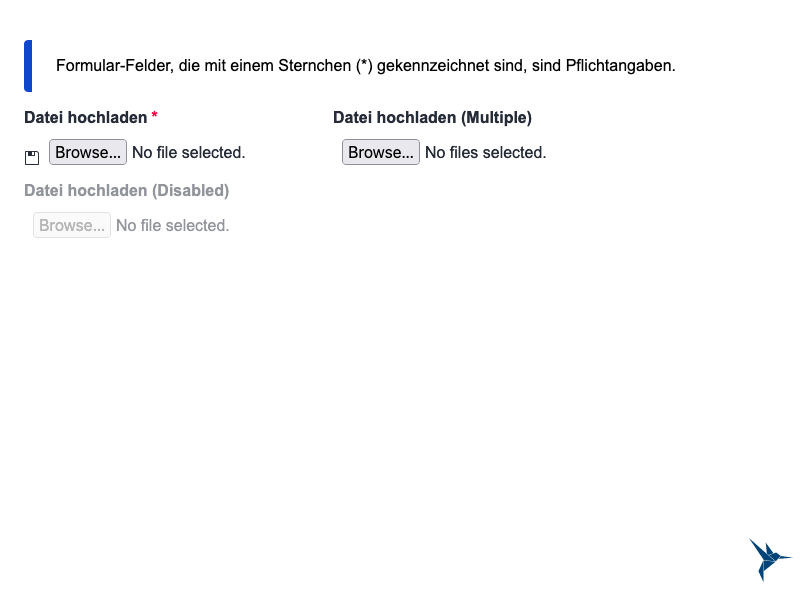 Formular-Felder, die mit einem Sternchen (*) gekennzeichnet sind, sind Pflichtangaben.
Datei hochladen *
Browse... No file selected.
Datei hochladen (Multiple)
Browse... No files selected.
Datei hochladen (Disabled)
Browse... No file selected.